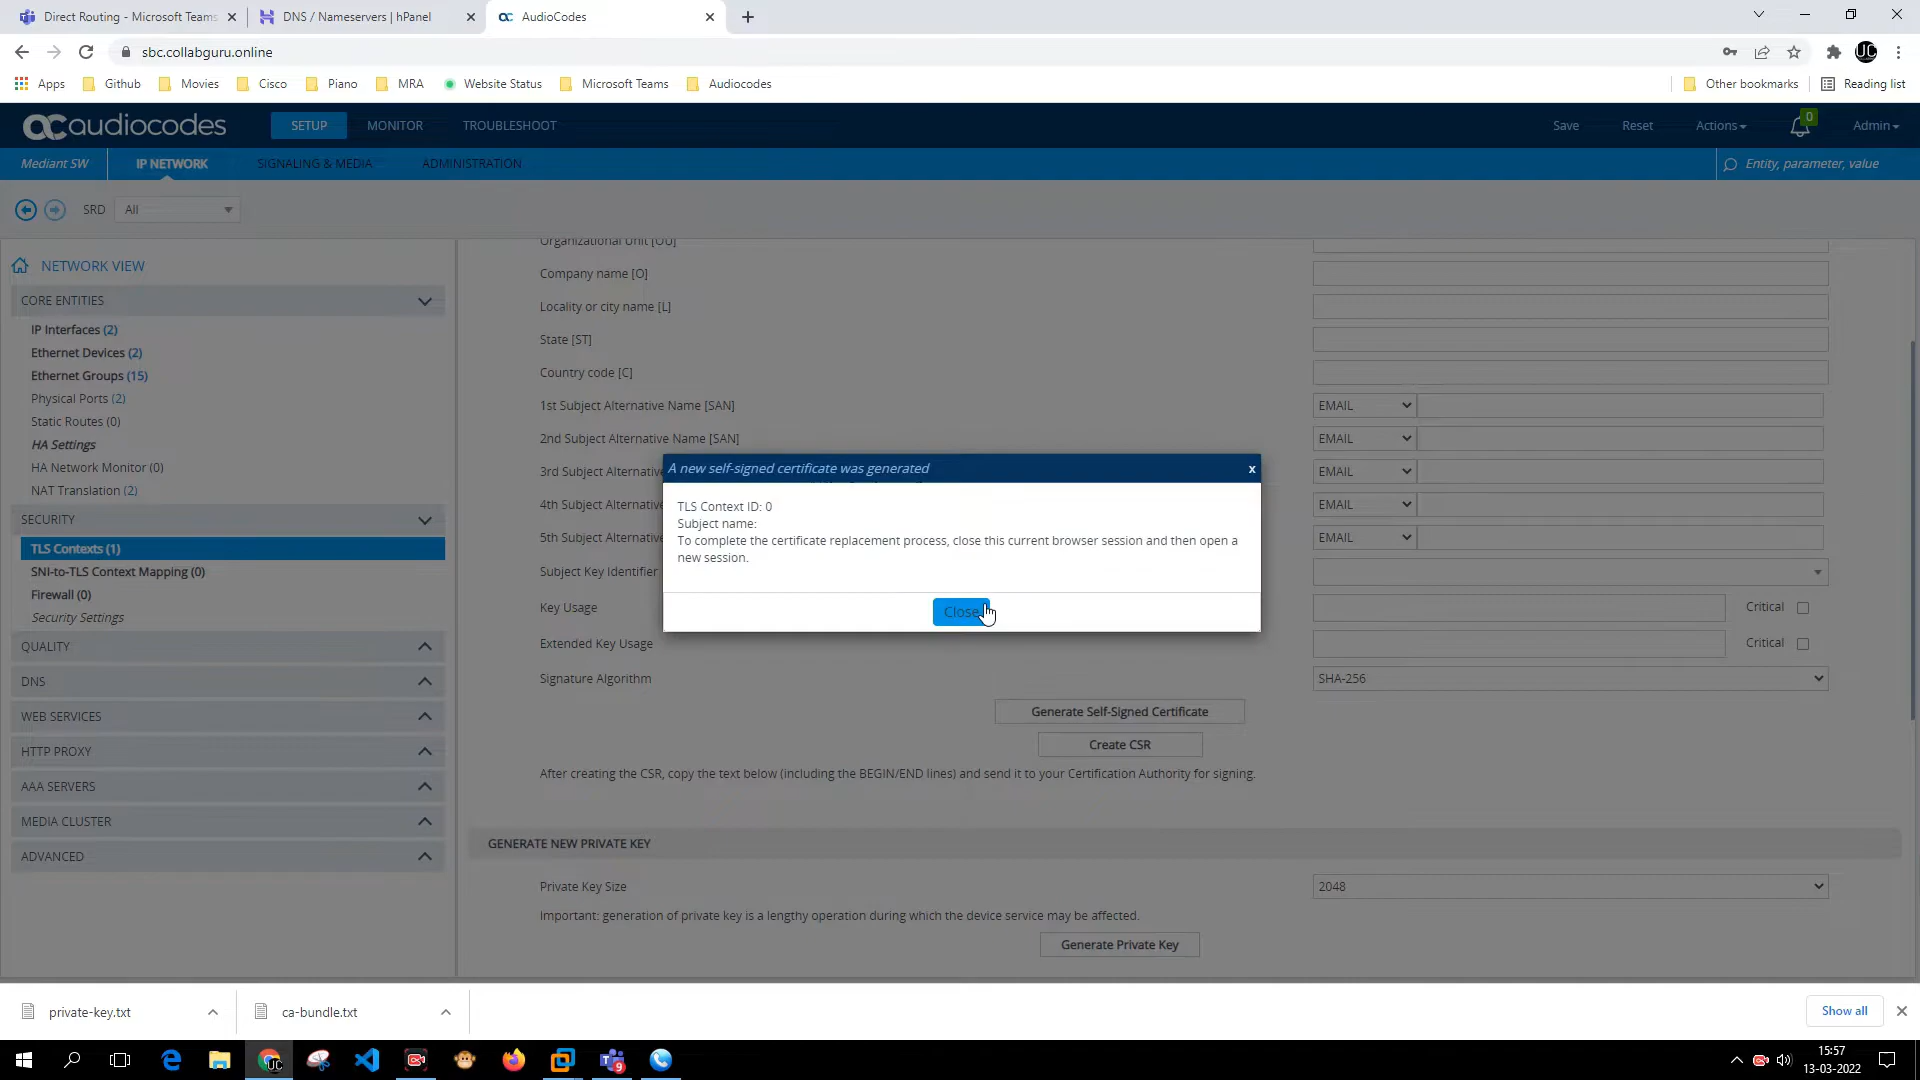 Direct Routing - Microsoft Teams
DNS / Nameservers | hPanel
AudioCodes
sbc.collabguru.online
Apps
Github
Movies
Cisco
Piano
MRA
Website Status
Microsoft Teams
Audiocodes
Other bookmarks
Reading list
audiocodes
SETUP
MONITOR
TROUBLESHOOT
Save
Reset
Actions
0
Admin
Mediant SW
IP NETWORK
SIGNALING & MEDIA
ADMINISTRATION
Entity, parameter, value
SRD
All
NETWORK VIEW
CORE ENTITIES
IP Interfaces (2)
Ethernet Devices (2)
Ethernet Groups (15)
Physical Ports (2)
Static Routes (0)
HA Settings
HA Network Monitor (0)
NAT Translation (2)
SECURITY
TLS Contexts (1)
SNI-to-TLS Context Mapping (0)
Firewall (0)
Security Settings
QUALITY
DNS
WEB SERVICES
HTTP PROXY
AAA SERVERS
MEDIA CLUSTER
ADVANCED
Organizational Unit [OU]
Company name [O]
Locality or city name [L]
State [ST]
Country code [C]
1st Subject Alternative Name [SAN]
EMAIL
2nd Subject Alternative Name [SAN]
EMAIL
3rd Subject Alternative
EMAIL
4th Subject Alternative
EMAIL
5th Subject Alternative
EMAIL
Subject Key Identifier
Key Usage
Critical
Extended Key Usage
Critical
Signature Algorithm
SHA-256
A new self-signed certificate was generated
x
TLS Context ID: 0
Subject name:
To complete the certificate replacement process, close this current browser session and then open a
new session.
Close
Generate Self-Signed Certificate
Create CSR
After creating the CSR, copy the text below (including the BEGIN/END lines) and send it to your Certification Authority for signing.
GENERATE NEW PRIVATE KEY
Private Key Size
2048
Important: generation of private key is a lengthy operation during which the device service may be affected.
Generate Private Key
private-key.txt
ca-bundle.txt
Show all
UC
9
15:57
13-03-2022